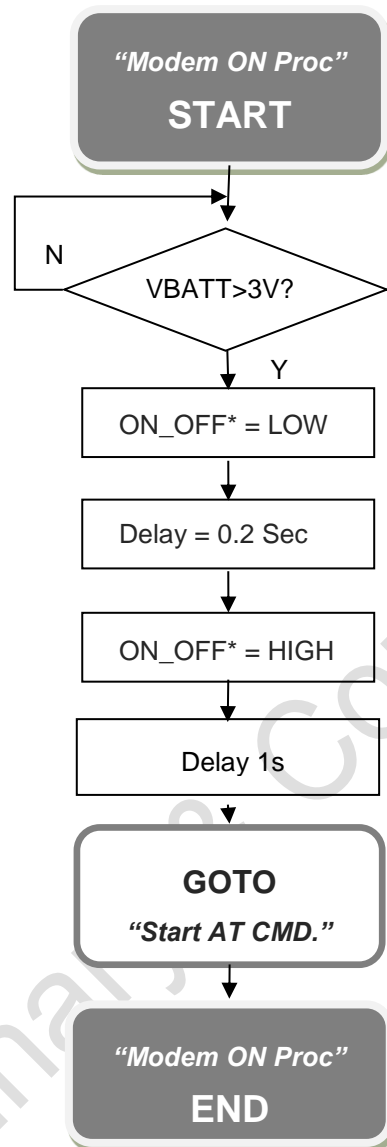 “Modem ON Proc”
START
N
VBATT>3V?
Y
ON_OFF* = LOW
Delay = 0.2 Sec
ON_OFF* = HIGH
Delay 1s
GOTO
“Start AT CMD.”
“Modem ON Proc”
END